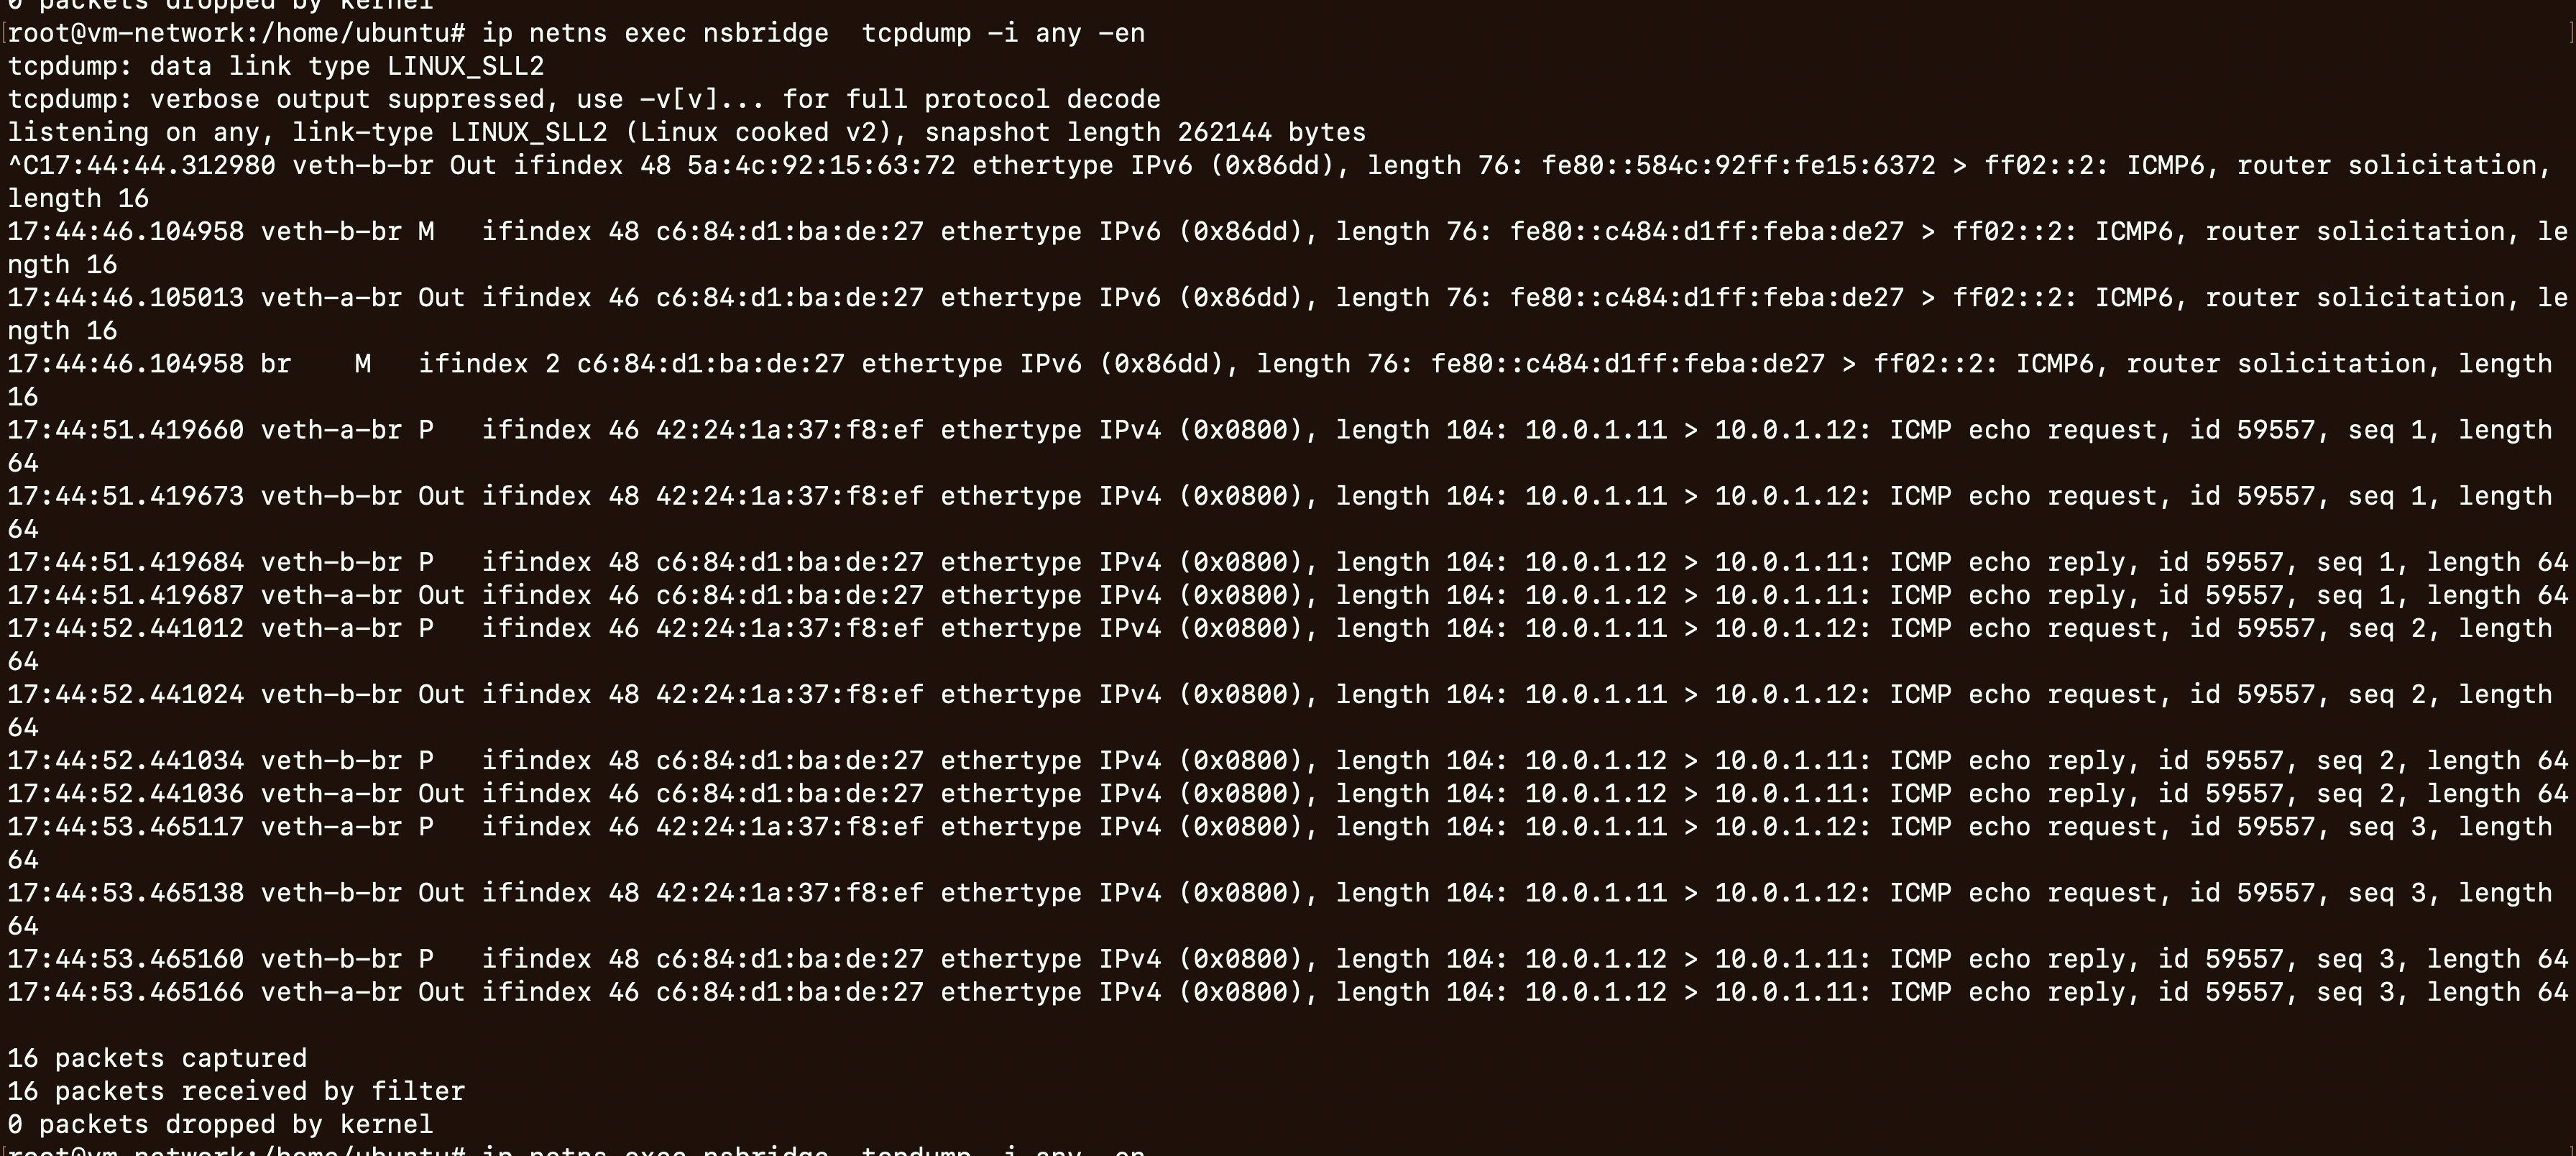 0 packets dropped by kernel
[root@vm-network:/home/ubuntu# ip netns exec nsbridge  tcpdump -i any -en ]
tcpdump: data link type LINUX_SLL2
tcpdump: verbose output suppressed, use -v[v]... for full protocol decode
listening on any, link-type LINUX_SLL2 (Linux cooked v2), snapshot length 262144 bytes
^C17:44:44.312980 veth-b-br Out ifindex 48 5a:4c:92:15:63:72 ethertype IPv6 (0x86dd), length 76: fe80::584c:92ff:fe15:6372 > ff02::2: ICMP6, router solicitation,
length 16
17:44:46.104958 veth-b-br M   ifindex 48 c6:84:d1:ba:de:27 ethertype IPv6 (0x86dd), length 76: fe80::c484:d1ff:feba:de27 > ff02::2: ICMP6, router solicitation, le
ngth 16
17:44:46.105013 veth-a-br Out ifindex 46 c6:84:d1:ba:de:27 ethertype IPv6 (0x86dd), length 76: fe80::c484:d1ff:feba:de27 > ff02::2: ICMP6, router solicitation, le
ngth 16
17:44:46.104958 br    M   ifindex 2 c6:84:d1:ba:de:27 ethertype IPv6 (0x86dd), length 76: fe80::c484:d1ff:feba:de27 > ff02::2: ICMP6, router solicitation, length
16
17:44:51.419660 veth-a-br P   ifindex 46 42:24:1a:37:f8:ef ethertype IPv4 (0x0800), length 104: 10.0.1.11 > 10.0.1.12: ICMP echo request, id 59557, seq 1, length
64
17:44:51.419673 veth-b-br Out ifindex 48 42:24:1a:37:f8:ef ethertype IPv4 (0x0800), length 104: 10.0.1.11 > 10.0.1.12: ICMP echo request, id 59557, seq 1, length
64
17:44:51.419684 veth-b-br P   ifindex 48 c6:84:d1:ba:de:27 ethertype IPv4 (0x0800), length 104: 10.0.1.12 > 10.0.1.11: ICMP echo reply, id 59557, seq 1, length 64
17:44:51.419687 veth-a-br Out ifindex 46 c6:84:d1:ba:de:27 ethertype IPv4 (0x0800), length 104: 10.0.1.12 > 10.0.1.11: ICMP echo reply, id 59557, seq 1, length 64
17:44:52.441012 veth-a-br P   ifindex 46 42:24:1a:37:f8:ef ethertype IPv4 (0x0800), length 104: 10.0.1.11 > 10.0.1.12: ICMP echo request, id 59557, seq 2, length
64
17:44:52.441024 veth-b-br Out ifindex 48 42:24:1a:37:f8:ef ethertype IPv4 (0x0800), length 104: 10.0.1.11 > 10.0.1.12: ICMP echo request, id 59557, seq 2, length
64
17:44:52.441034 veth-b-br P   ifindex 48 c6:84:d1:ba:de:27 ethertype IPv4 (0x0800), length 104: 10.0.1.12 > 10.0.1.11: ICMP echo reply, id 59557, seq 2, length 64
17:44:52.441036 veth-a-br Out ifindex 46 c6:84:d1:ba:de:27 ethertype IPv4 (0x0800), length 104: 10.0.1.12 > 10.0.1.11: ICMP echo reply, id 59557, seq 2, length 64
17:44:53.465117 veth-a-br P   ifindex 46 42:24:1a:37:f8:ef ethertype IPv4 (0x0800), length 104: 10.0.1.11 > 10.0.1.12: ICMP echo request, id 59557, seq 3, length
64
17:44:53.465138 veth-b-br Out ifindex 48 42:24:1a:37:f8:ef ethertype IPv4 (0x0800), length 104: 10.0.1.11 > 10.0.1.12: ICMP echo request, id 59557, seq 3, length
64
17:44:53.465160 veth-b-br P   ifindex 48 c6:84:d1:ba:de:27 ethertype IPv4 (0x0800), length 104: 10.0.1.12 > 10.0.1.11: ICMP echo reply, id 59557, seq 3, length 64
17:44:53.465166 veth-a-br Out ifindex 46 c6:84:d1:ba:de:27 ethertype IPv4 (0x0800), length 104: 10.0.1.12 > 10.0.1.11: ICMP echo reply, id 59557, seq 3, length 64
16 packets captured
16 packets received by filter
0 packets dropped by kernel
[root@vm-network:/home/ubuntu# ip netns exec nsbridge  tcpdump -i any -en ]